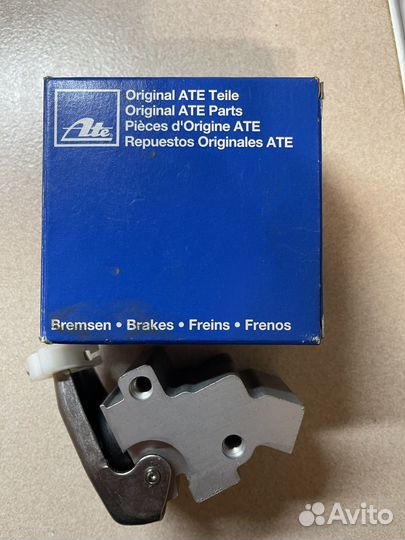 Ate
Original ATE Teile
Original ATE Parts
Pièces d'Origine ATE
Repuestos Originales ATE
Bremsen • Brakes • Freins • Frenos
Avito